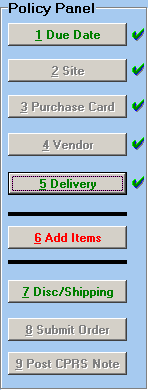 Policy Panel
1 Due Date
2 Site
3 Purchase Card
4 Vendor
5 Delivery
6 Add Items
7 Disc/Shipping
8 Submit Order
9 Post CPRS Note